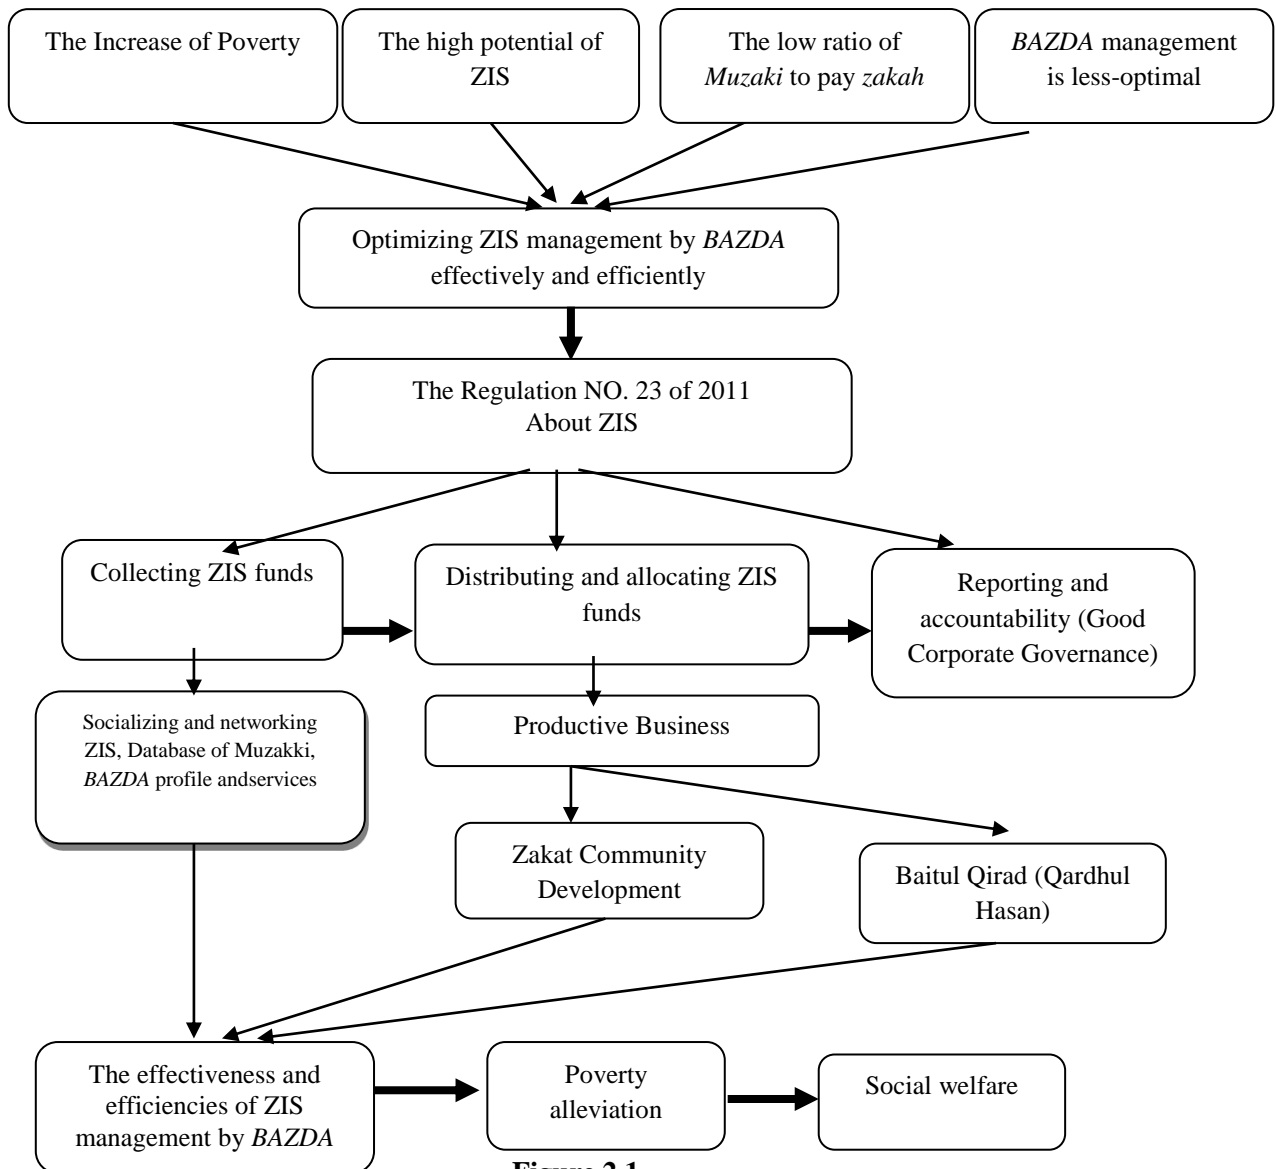 The Increase of Poverty
The high potential of
ZIS
The low ratio of
Muzaki to pay zakah
BAZDA management
is less-optimal
Optimizing ZIS management by BAZDA
effectively and efficiently
The Regulation NO. 23 of 2011
About ZIS
Collecting ZIS funds
Distributing and allocating ZIS
funds
Reporting and
accountability (Good
Corporate Governance)
Socializing and networking
ZIS, Database of Muzakki,
BAZDA profile andservices
Productive Business
Zakat Community
Development
Baitul Qirad (Qardhul
Hasan)
The effectiveness and
efficiencies of ZIS
management by BAZDA
Poverty
alleviation
Social welfare
Figure 2.1